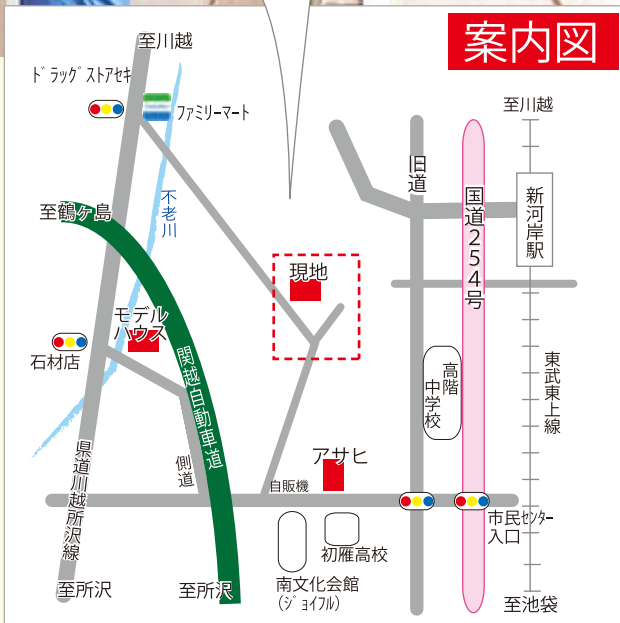 案内図
至川越
ドラッグストアセキ
ファミリーマート
至川越
旧道
国道254号
新河岸駅
不老川
至鶴ヶ島
現地
モデル
ハウス
石材店
関越自動車道
高階
中学校
東武東上線
側道
県道川越所沢線
アサヒ
自販機
市民センター
入口
初雁高校
南文化会館
(ジョイフル)
至所沢
至所沢
至池袋